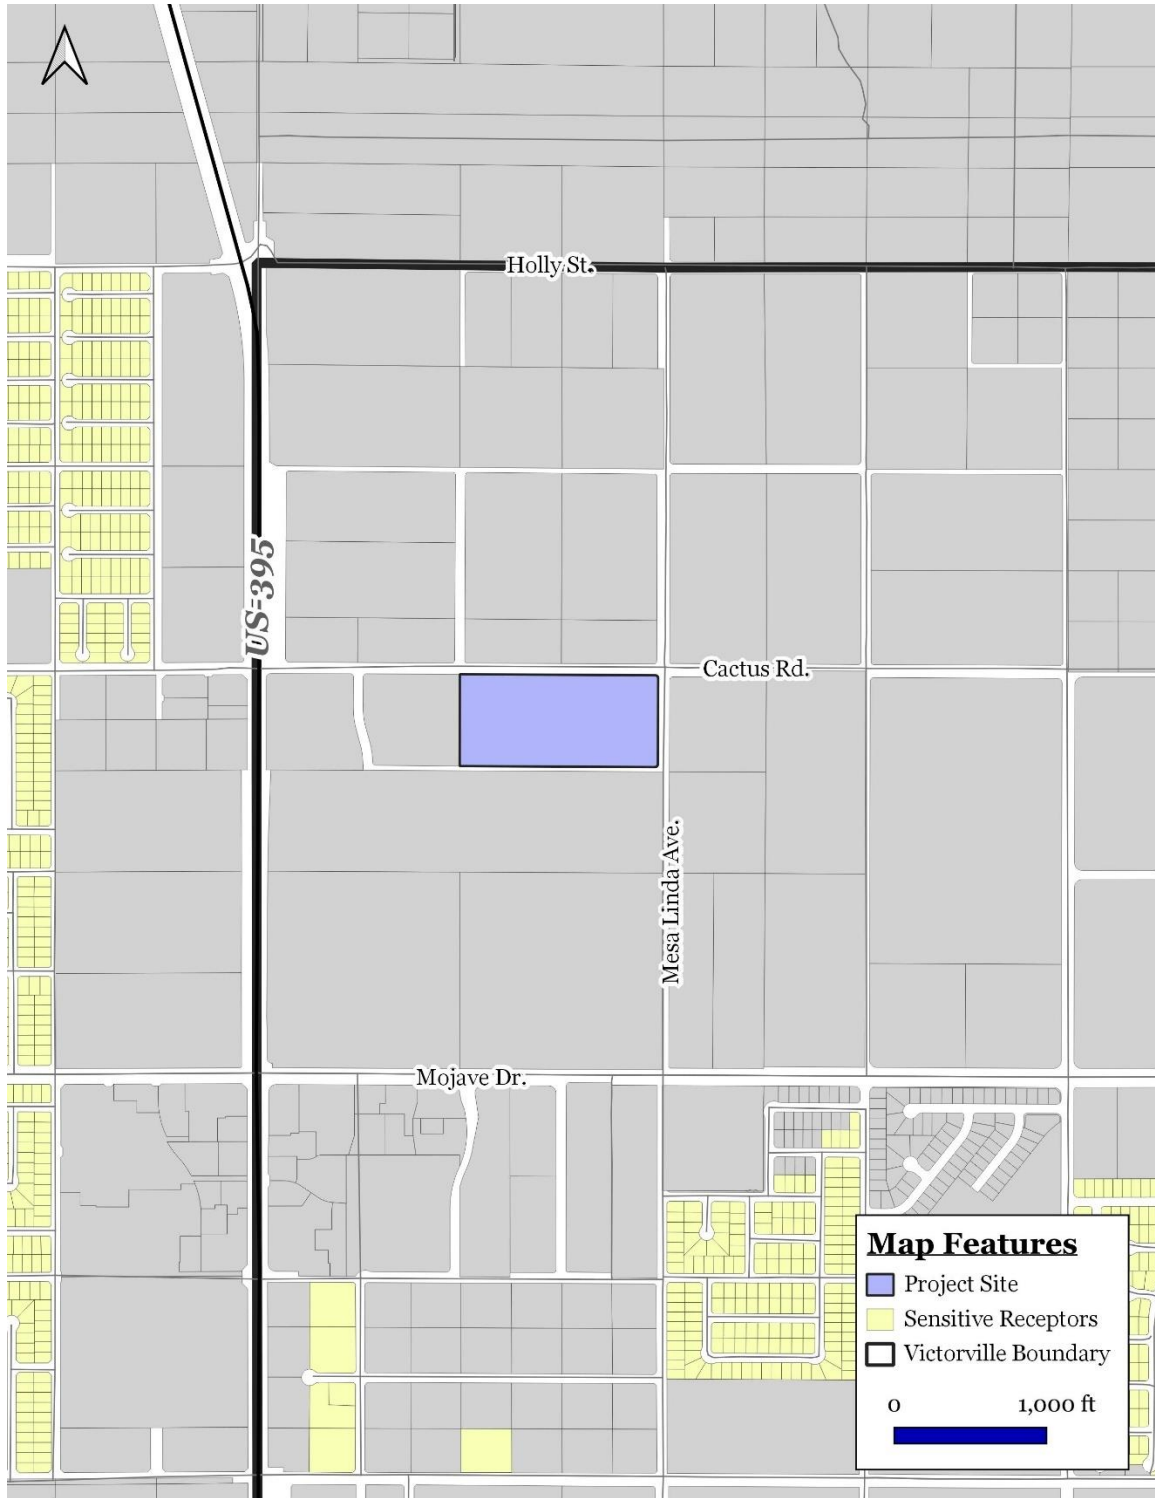 Holly St.
US-395
Cactus Rd.
Mesa Linda Ave.
Mojave Dr.
Map Features
Project Site
Sensitive Receptors
Victorville Boundary
0 1,000 ft